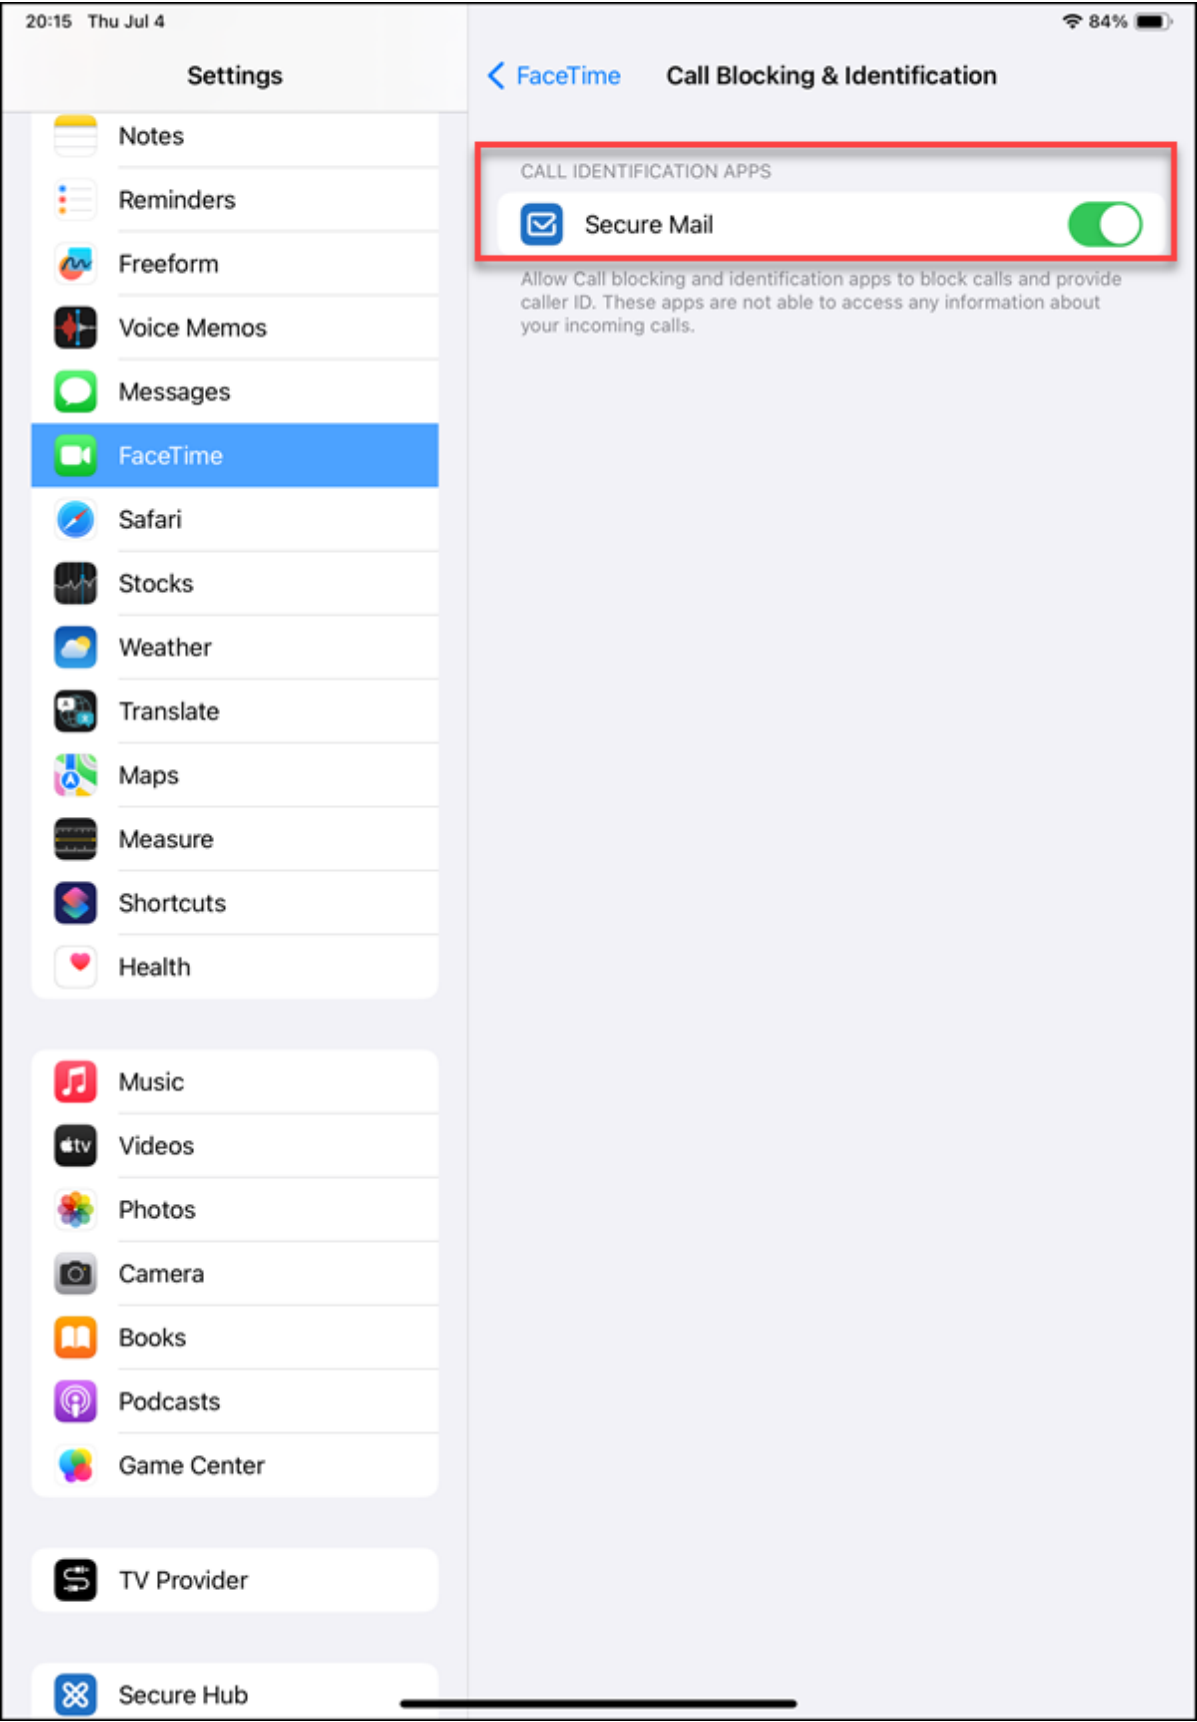 20:15 Thu Jul 4
84%
Settings
FaceTime
Call Blocking & Identification
Notes
Reminders
Freeform
Voice Memos
Messages
FaceTime
Safari
Stocks
Weather
Translate
Maps
Measure
Shortcuts
Health
Music
tv
Videos
Photos
Camera
Books
Podcasts
Game Center
TV Provider
Secure Hub
CALL IDENTIFICATION APPS
Secure Mail
Allow Call blocking and identification apps to block calls and provide
caller ID. These apps are not able to access any information about
your incoming calls.